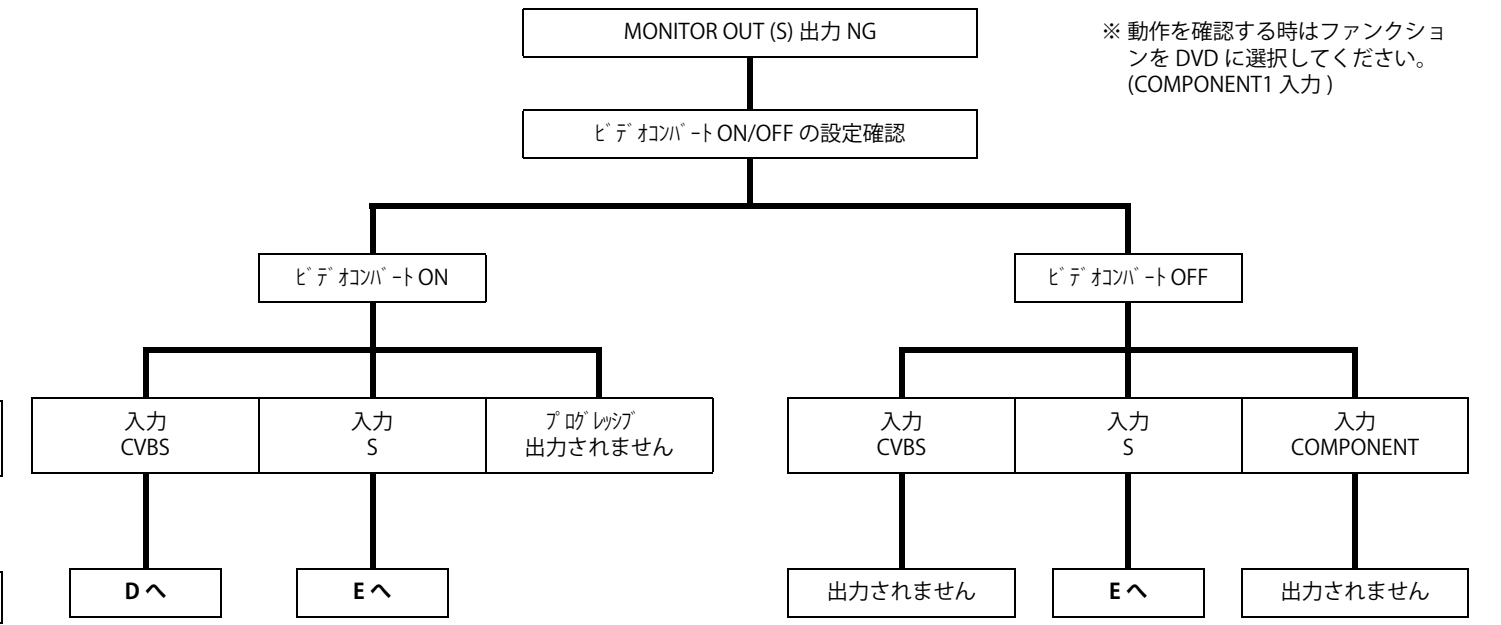 MONITOR OUT (S) 出力 NG
※ 動作を確認する時はファンクショ
ンを DVD に選択してください。
(COMPONENT1 入力 )
ﾋﾞﾃﾞｵｺﾝﾊﾞｰﾄ ON/OFF の設定確認
ﾋﾞﾃﾞｵｺﾝﾊﾞｰﾄ ON
ﾋﾞﾃﾞｵｺﾝﾊﾞｰﾄ OFF
入力
CVBS
入力
S
ﾌﾟﾛｸﾞﾚｯｼﾌﾞ
出力されません
入力
CVBS
入力
S
入力
COMPONENT
D へ
E へ
出力されません
E へ
出力されません